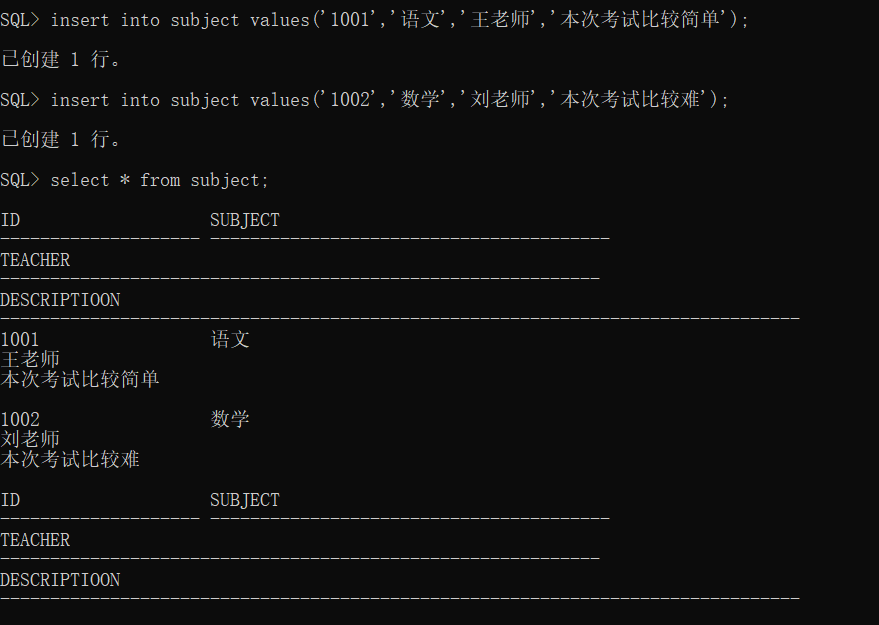 SQL> insert into subject values('1001','语文','王老师','本次考试比较简单');
已创建 1 行。
SQL> insert into subject values('1002','数学','刘老师','本次考试比较难');
已创建 1 行。
SQL> select * from subject;
ID                   SUBJECT
-------------------- ----------------------------------------
TEACHER
------------------------------------------------------------
DESCRIPTIOON
--------------------------------------------------------------------------------
1001                 语文
王老师
本次考试比较简单
1002                 数学
刘老师
本次考试比较难
ID                   SUBJECT
-------------------- ----------------------------------------
TEACHER
------------------------------------------------------------
DESCRIPTIOON
--------------------------------------------------------------------------------